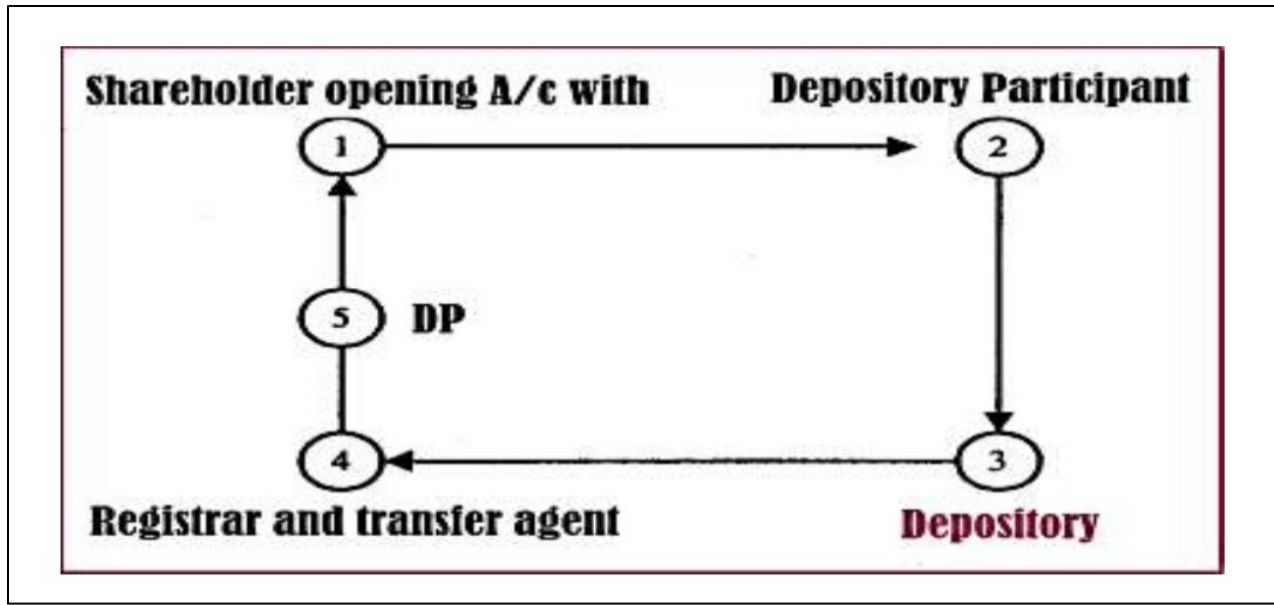 Shareholder opening A/c with
Depository Participant
1
2
5
DP
4
3
Registrar and transfer agent
Depository